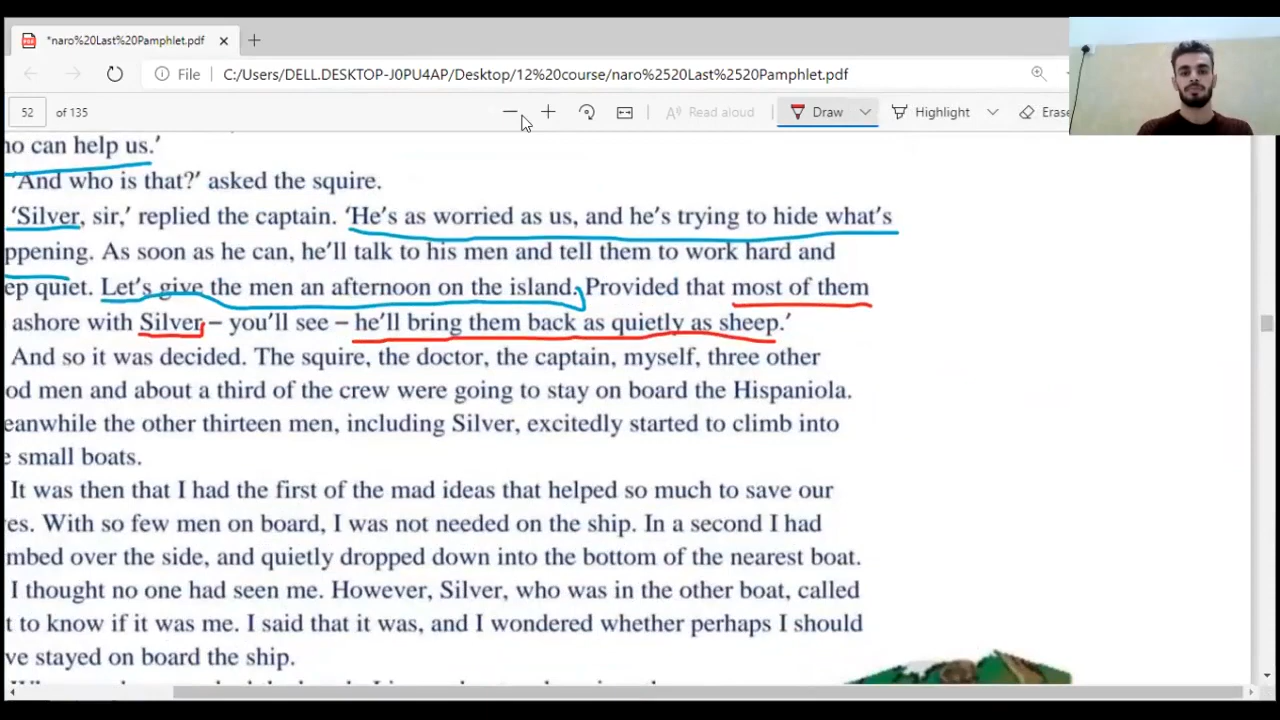 *naro%20Last%20Pamphlet.pdf
File C:/Users/DELL.DESKTOP-J0PU4AP/Desktop/12%20course/naro%2520Last%2520Pamphlet.pdf
52 of 135 Read aloud Draw Highlight Erase
no can help us.’
‘And who is that?’ asked the squire.
‘Silver, sir,’ replied the captain. ‘He’s as worried as us, and he’s trying to hide what’s
ppening. As soon as he can, he’ll talk to his men and tell them to work hard and
ep quiet. Let’s give the men an afternoon on the island. Provided that most of them
ashore with Silver – you’ll see – he’ll bring them back as quietly as sheep.’
And so it was decided. The squire, the doctor, the captain, myself, three other
od men and about a third of the crew were going to stay on board the Hispaniola.
eanwhile the other thirteen men, including Silver, excitedly started to climb into
e small boats.
It was then that I had the first of the mad ideas that helped so much to save our
es. With so few men on board, I was not needed on the ship. In a second I had
mbed over the side, and quietly dropped down into the bottom of the nearest boat.
I thought no one had seen me. However, Silver, who was in the other boat, called
t to know if it was me. I said that it was, and I wondered whether perhaps I should
ve stayed on board the ship.